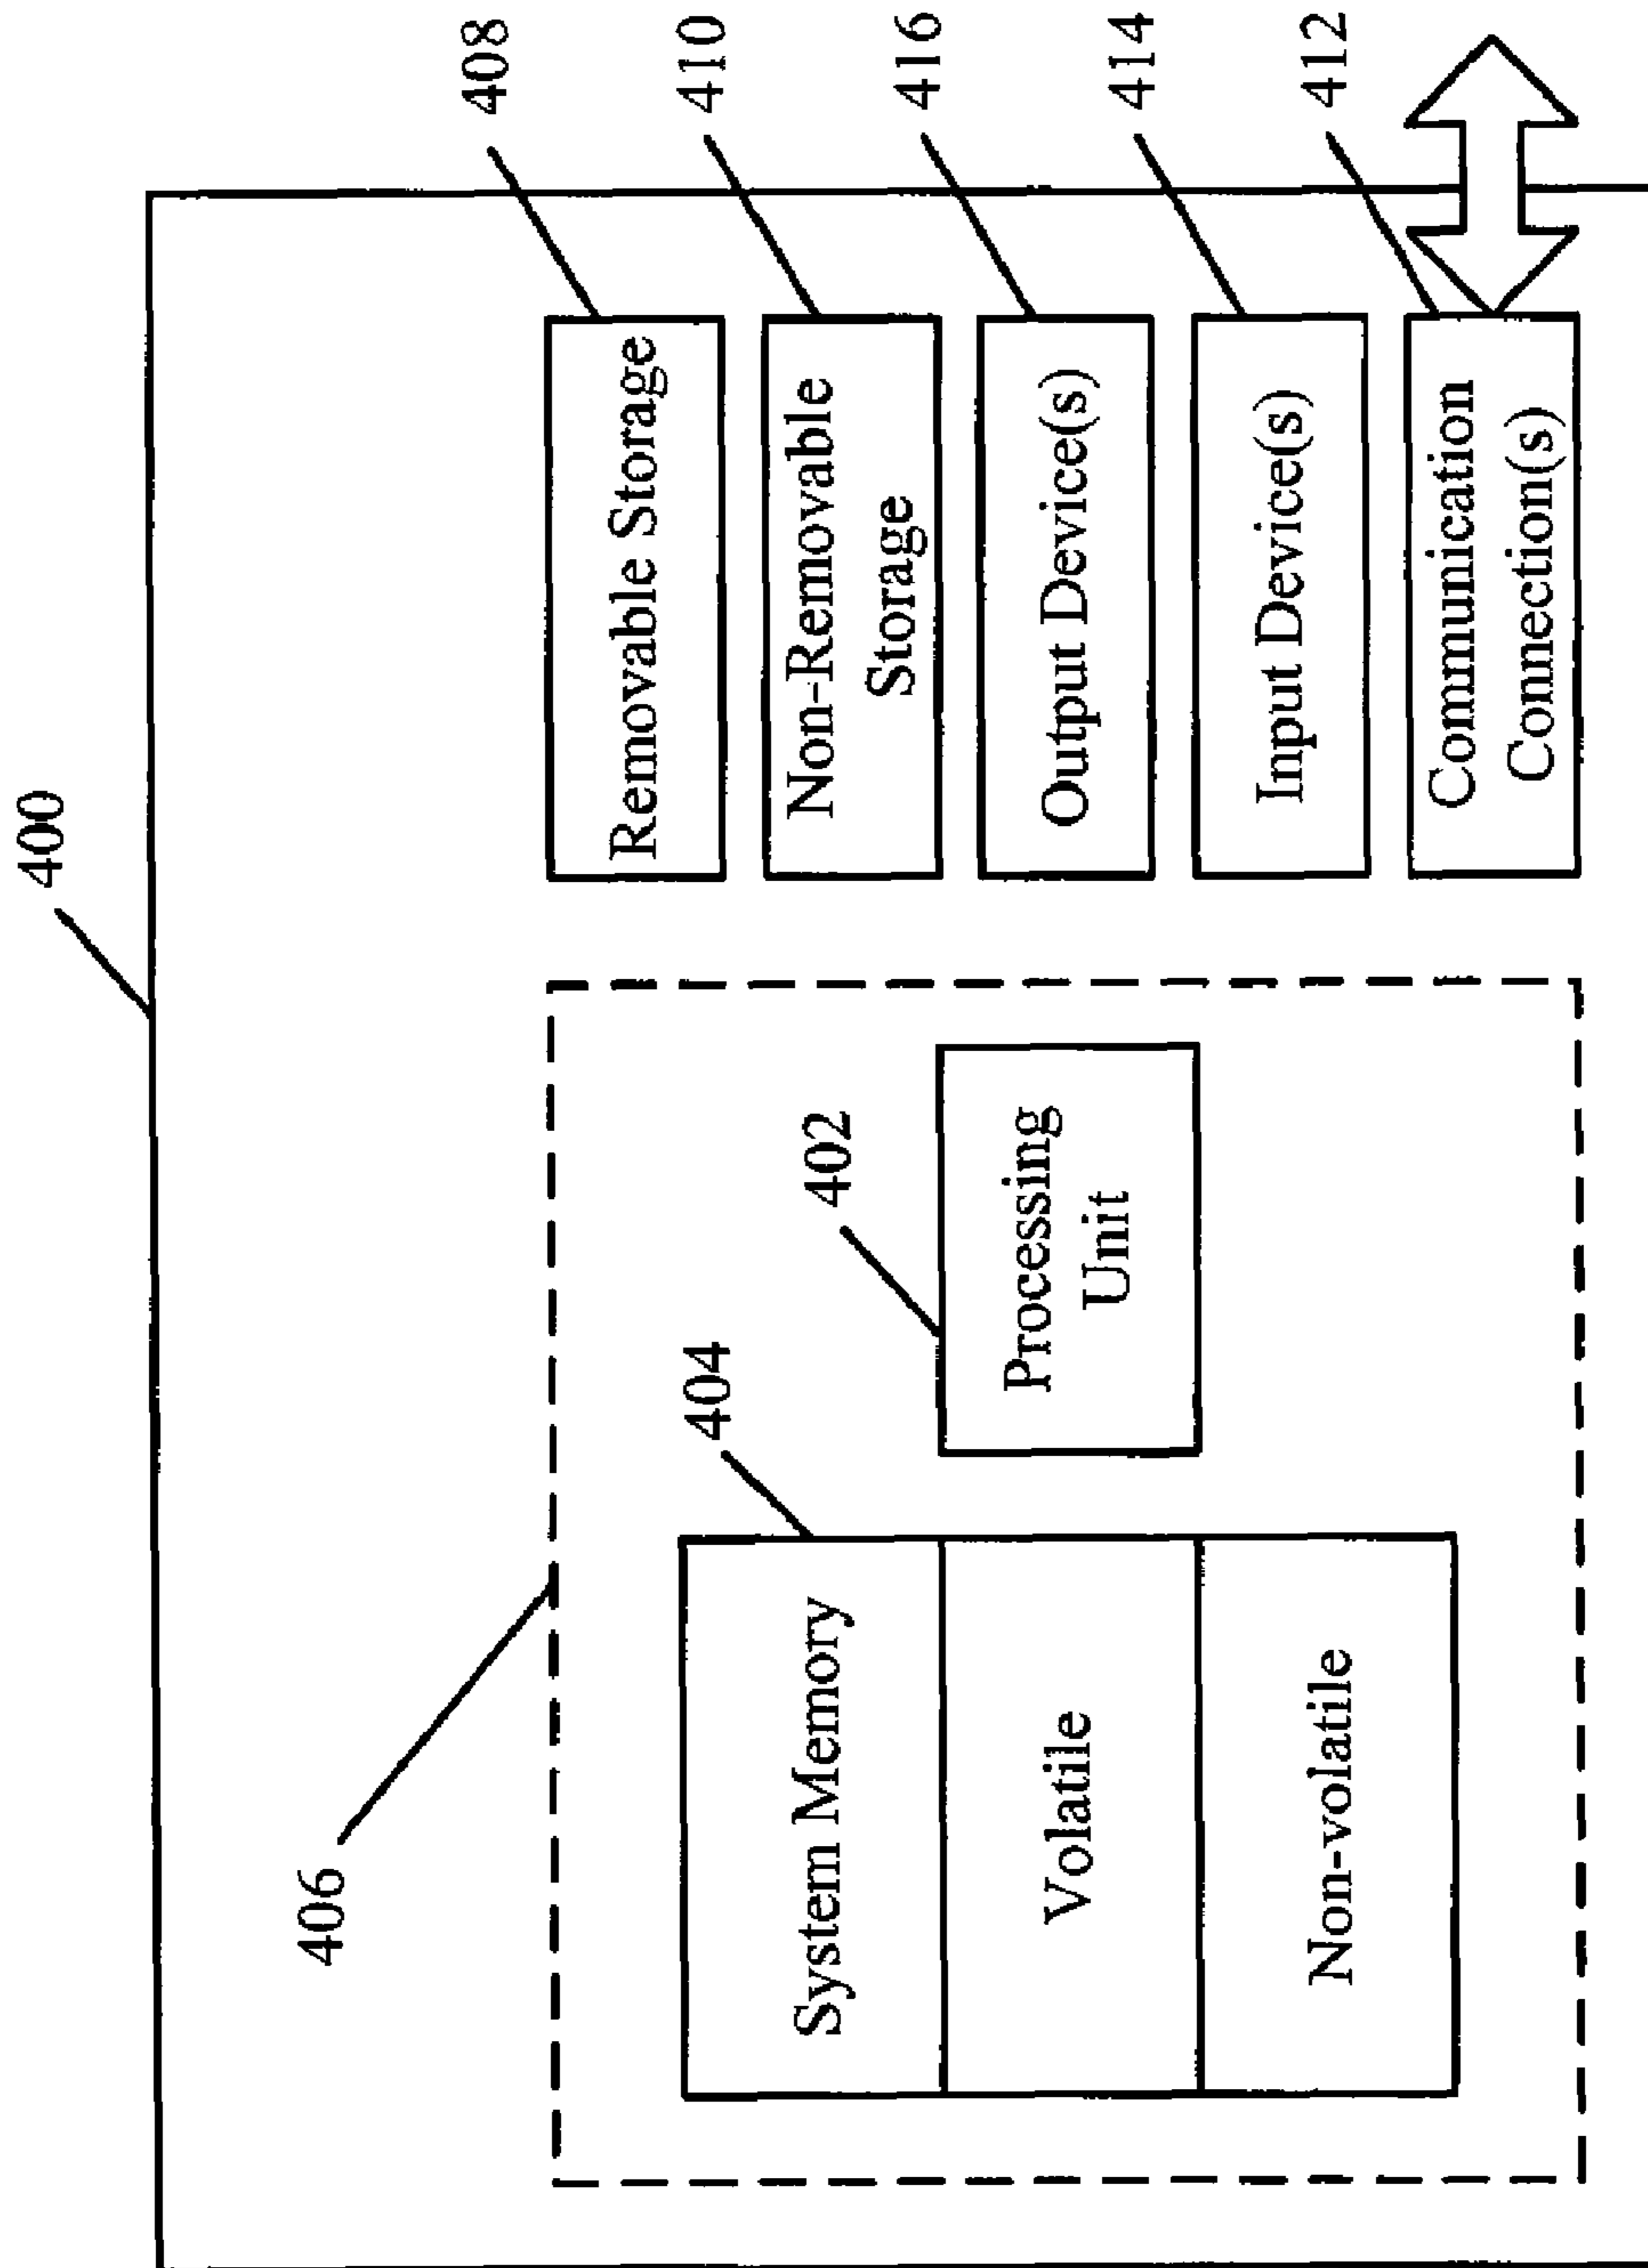 400
406
404
System Memory
Volatile
Non-volatile
402
Processing
Unit
Removable Storage
408
Non-Removable
Storage
410
Output Device(s)
416
Input Device(s)
414
Communication
Connection(s)
412